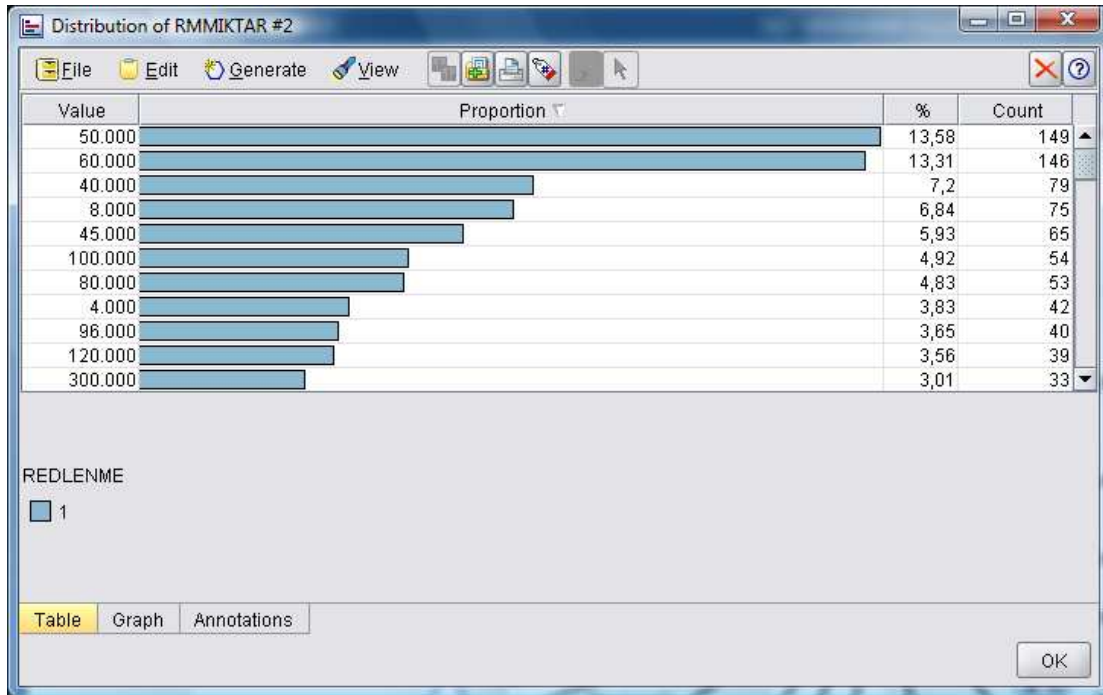 Distribution of RMMIKTAR #2
File Edit Generate View
Value Proportion % Count
50.000 13,58 149
60.000 13,31 146
40.000 7,2 79
8.000 6,84 75
45.000 5,93 65
100.000 4,92 54
80.000 4,83 53
4.000 3,83 42
96.000 3,65 40
120.000 3,56 39
300.000 3,01 33
REDLENME
1
Table Graph Annotations
OK